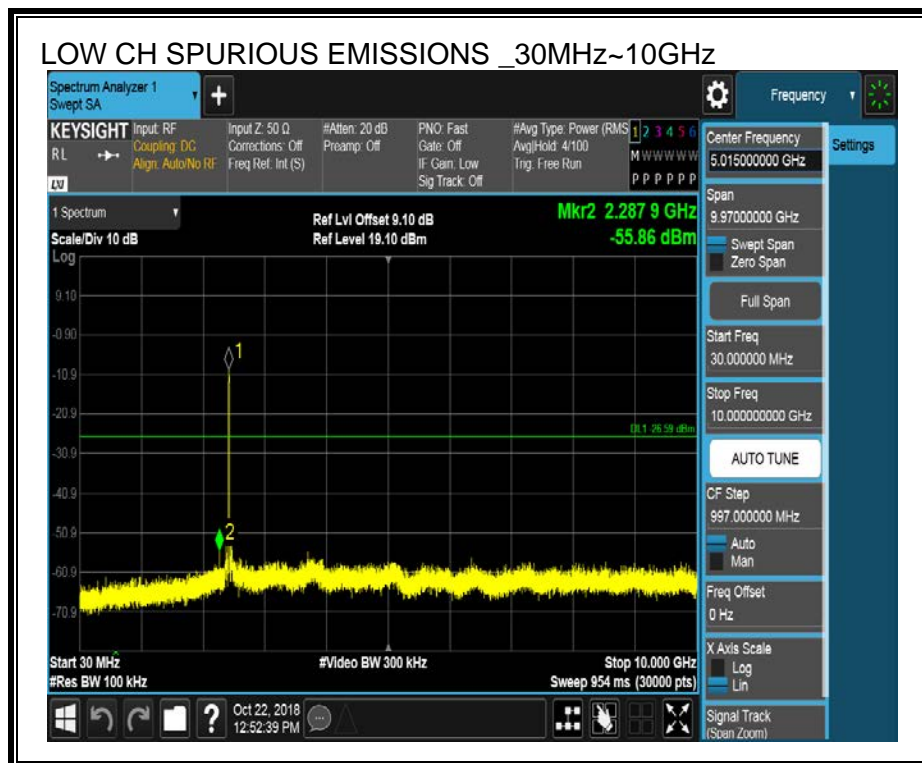 LOW CH SPURIOUS EMISSIONS _30MHz~10GHz
Spectrum Analyzer 1
Swept SA
+
Frequency
KEYSIGHT
RL
LXI
Input: RF
Coupling: DC
Align: Auto/No RF
Input Z: 50 Ω
Corrections: Off
Freq Ref: Int (S)
#Atten: 20 dB
Preamp: Off
PNO: Fast
Gate: Off
IF Gain: Low
Sig Track: Off
#Avg Type: Power (RMS
Avg|Hold: 4/100
Trig: Free Run
1 2 3 4 5 6
M W W W W W
P P P P P P
1 Spectrum
Scale/Div 10 dB
Ref Lvl Offset 9.10 dB
Ref Level 19.10 dBm
Mkr2 2.287 9 GHz
-55.86 dBm
Log
9.10
-0.90
-10.9
-20.9
-30.9
-40.9
-50.9
-60.9
-70.9
1
DL1 -26.59 dBm
2
Start 30 MHz
#Res BW 100 kHz
#Video BW 300 kHz
Stop 10.000 GHz
Sweep 954 ms (30000 pts)
Center Frequency
5.015000000 GHz
Settings
Span
9.97000000 GHz
Swept Span
Zero Span
Full Span
Start Freq
30.000000 MHz
Stop Freq
10.000000000 GHz
AUTO TUNE
CF Step
997.000000 MHz
Auto
Man
Freq Offset
0 Hz
X Axis Scale
Log
Lin
Signal Track
(Span Zoom)
?
Oct 22, 2018
12:52:39 PM